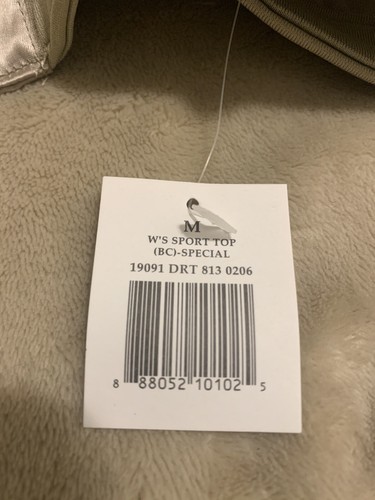 M
W'S SPORT TOP
(BC)-SPECIAL
19091 DRT 813 0206
8 88052 10102 5